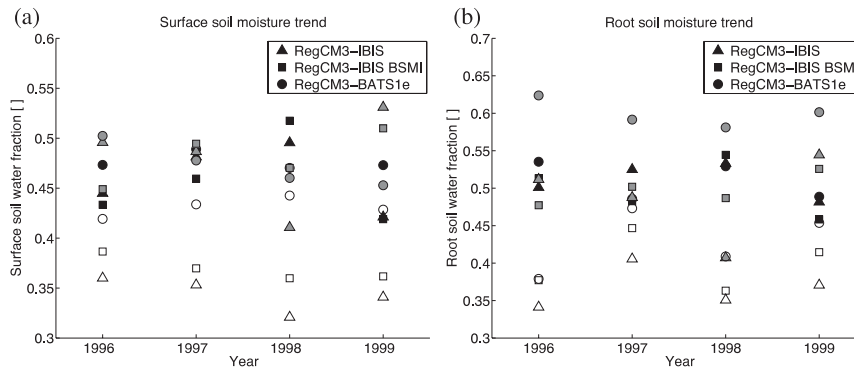 (a)
Surface soil moisture trend
0.6
0.55
0.5
0.45
0.4
0.35
0.3
Surface soil water fraction [ ]
RegCM3−IBIS
RegCM3−IBIS BSMI
RegCM3−BATS1e
1996 1997 1998 1999
Year
(b)
Root soil moisture trend
0.7
0.65
0.6
0.55
0.5
0.45
0.4
0.35
0.3
Root soil water fraction [ ]
RegCM3−IBIS
RegCM3−IBIS BSMI
RegCM3−BATS1e
1996 1997 1998 1999
Year